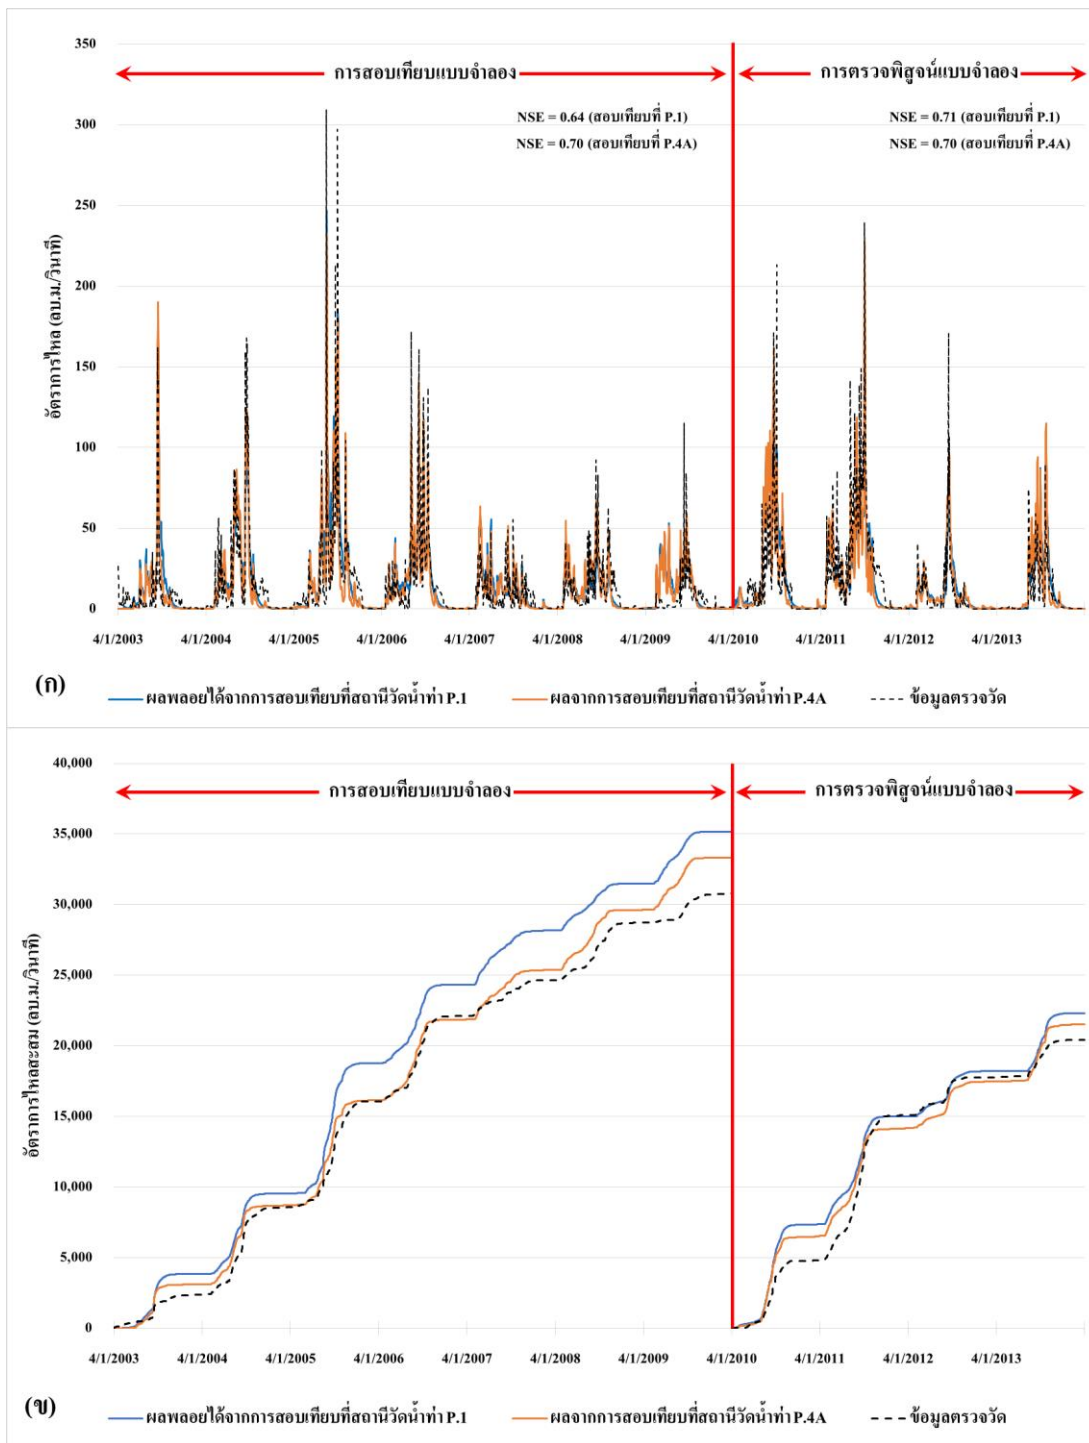 350
การสอบเทียบแบบจำลอง
การตรวจพิสูจน์แบบจำลอง
300
NSE = 0.64 (สอบเทียบที่ P.1)
NSE = 0.71 (สอบเทียบที่ P.1)
NSE = 0.70 (สอบเทียบที่ P.4A)
NSE = 0.70 (สอบเทียบที่ P.4A)
250
200
150
100
50
0
อัตราการไหล (ลบ.ม./วินาที)
4/1/2003 4/1/2004 4/1/2005 4/1/2006 4/1/2007 4/1/2008 4/1/2009 4/1/2010 4/1/2011 4/1/2012 4/1/2013
(ก)
ผลพลอยได้จากการสอบเทียบที่สถานีวัดน้ำท่า P.1 ผลจากการสอบเทียบที่สถานีวัดน้ำท่า P.4A ข้อมูลตรวจวัด
40,000
การสอบเทียบแบบจำลอง
การตรวจพิสูจน์แบบจำลอง
35,000
30,000
25,000
20,000
15,000
10,000
5,000
0
อัตราการไหลสะสม (ลบ.ม./วินาที)
4/1/2003 4/1/2004 4/1/2005 4/1/2006 4/1/2007 4/1/2008 4/1/2009 4/1/2010 4/1/2011 4/1/2012 4/1/2013
(ข)
ผลพลอยได้จากการสอบเทียบที่สถานีวัดน้ำท่า P.1 ผลจากการสอบเทียบที่สถานีวัดน้ำท่า P.4A ข้อมูลตรวจวัด